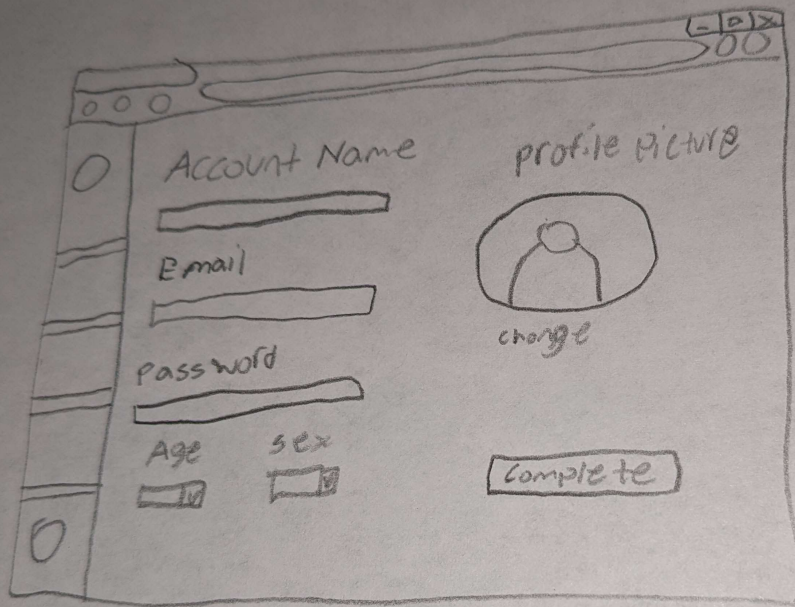 Account Name
profile picture
Email
change
Password
Age
sex
complete